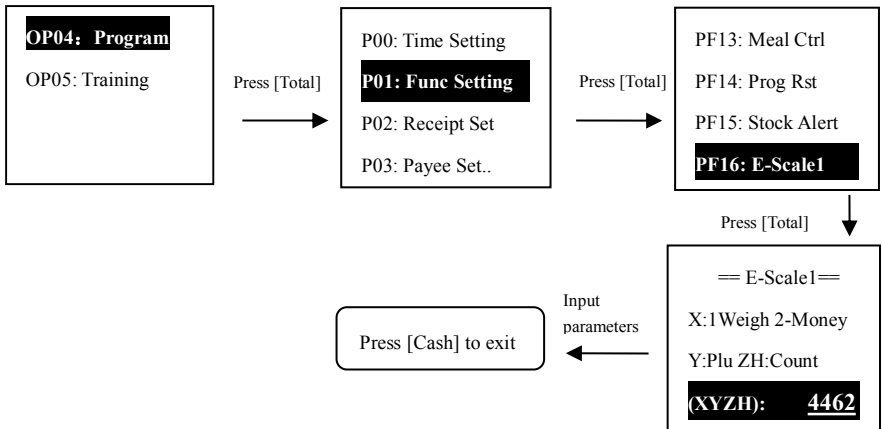 OP04: Program
OP05: Training
Press [Total]
P00: Time Setting
P01: Func Setting
P02: Receipt Set
P03: Payee Set..
Press [Total]
PF13: Meal Ctrl
PF14: Prog Rst
PF15: Stock Alert
PF16: E-Scale1
Press [Total]
== E-Scale1==
X:1Weigh 2-Money
Y:Plu ZH:Count
(XYZH): 4462
Input
parameters
Press [Cash] to exit